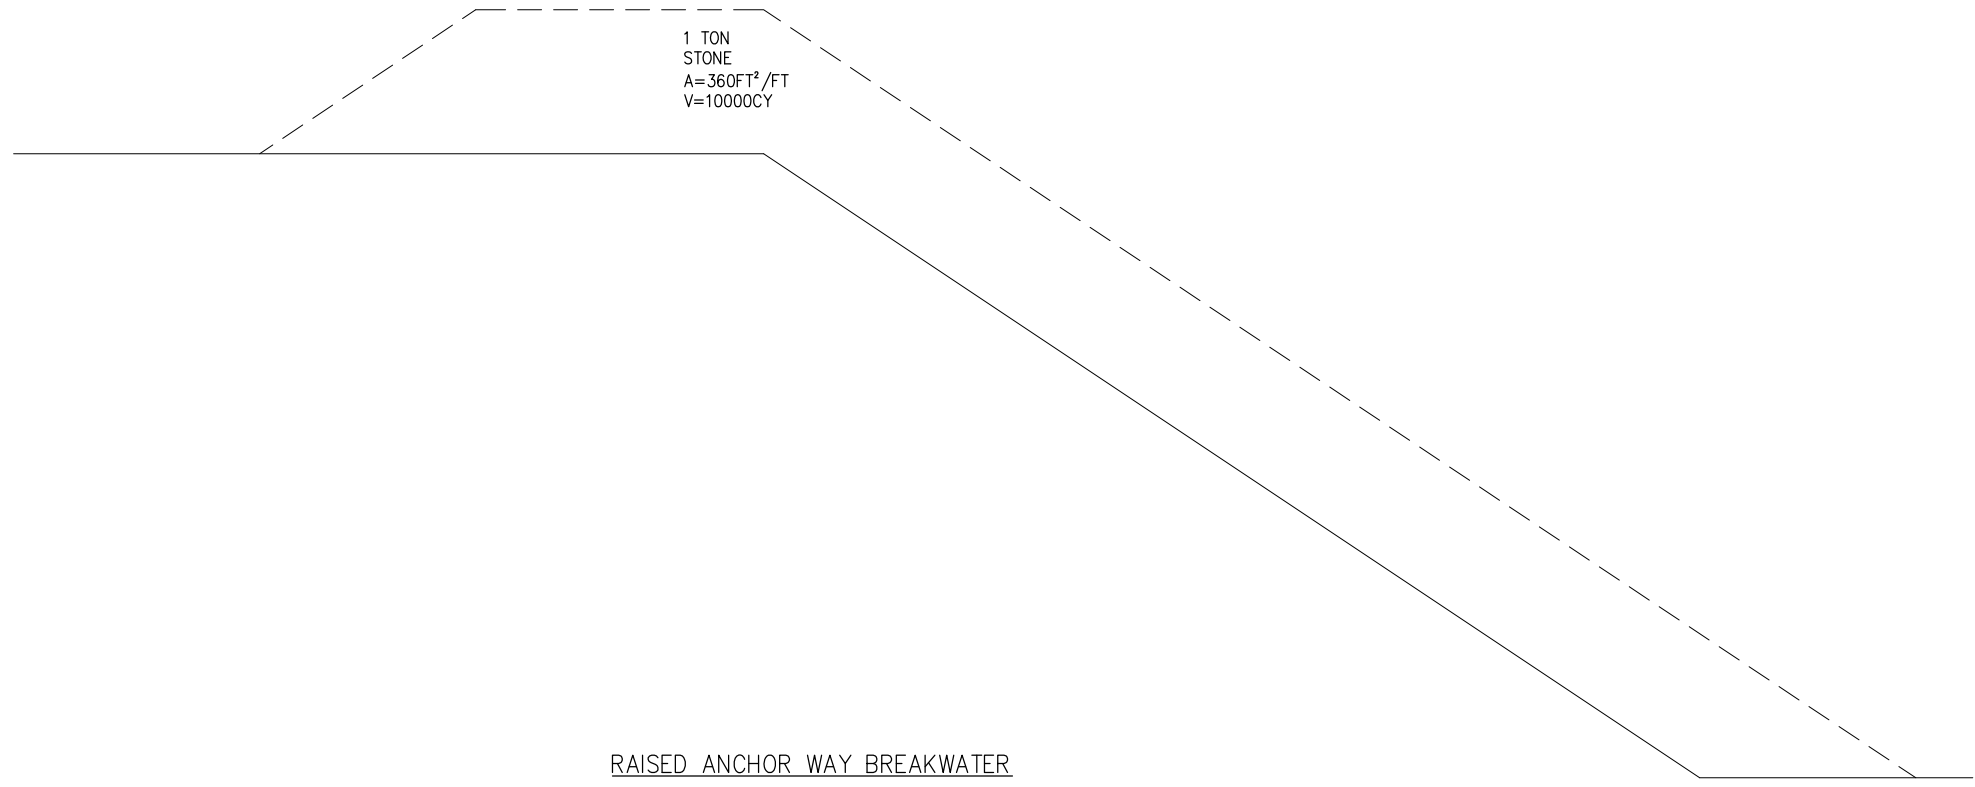 1 TON
STONE
A=360FT²/FT
V=10000CY
RAISED ANCHOR WAY BREAKWATER